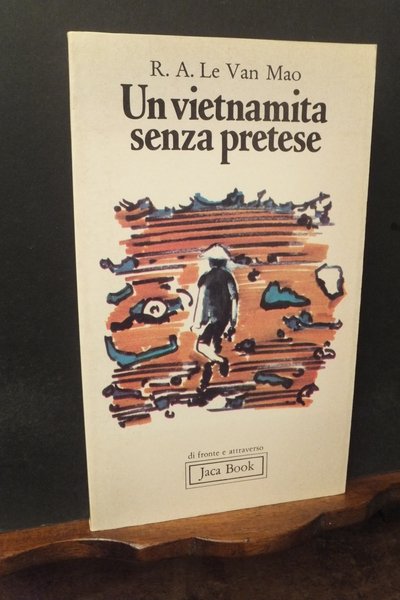 R. A. Le Van Mao
Un vietnamita
senza pretese
di fronte e attraverso
Jaca Book